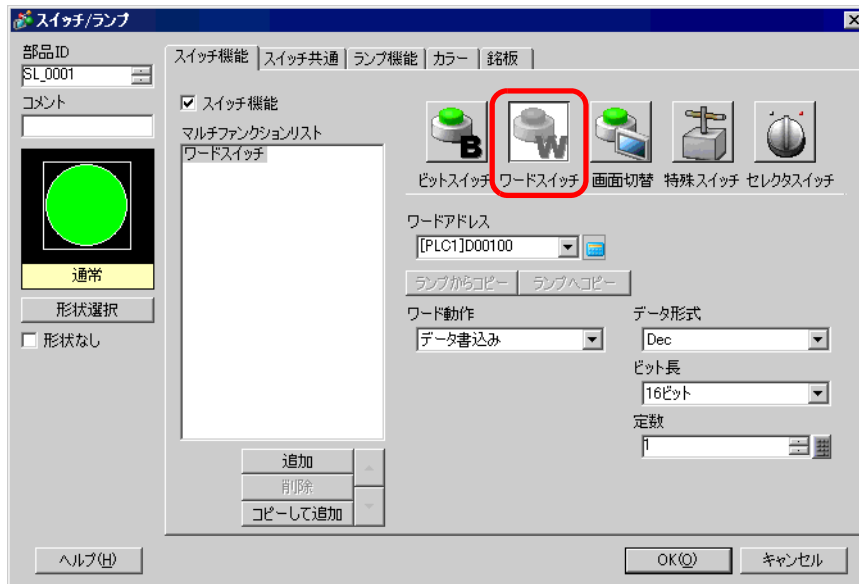 スイッチ/ランプ
部品ID
SL_0001
コメント
通常
形状選択
形状なし
スイッチ機能 スイッチ共通 ランプ機能 カラー 銘板
スイッチ機能
マルチファンクションリスト
ワードスイッチ
追加
削除
コピーして追加
B W
ビットスイッチ ワードスイッチ 画面切替 特殊スイッチ セレクタスイッチ
ワードアドレス
[PLC1]D00100
ランプからコピー ランプへコピー
ワード動作
データ書込み
データ形式
Dec
ビット長
16ビット
定数
1
ヘルプ(H) OK(O) キャンセル